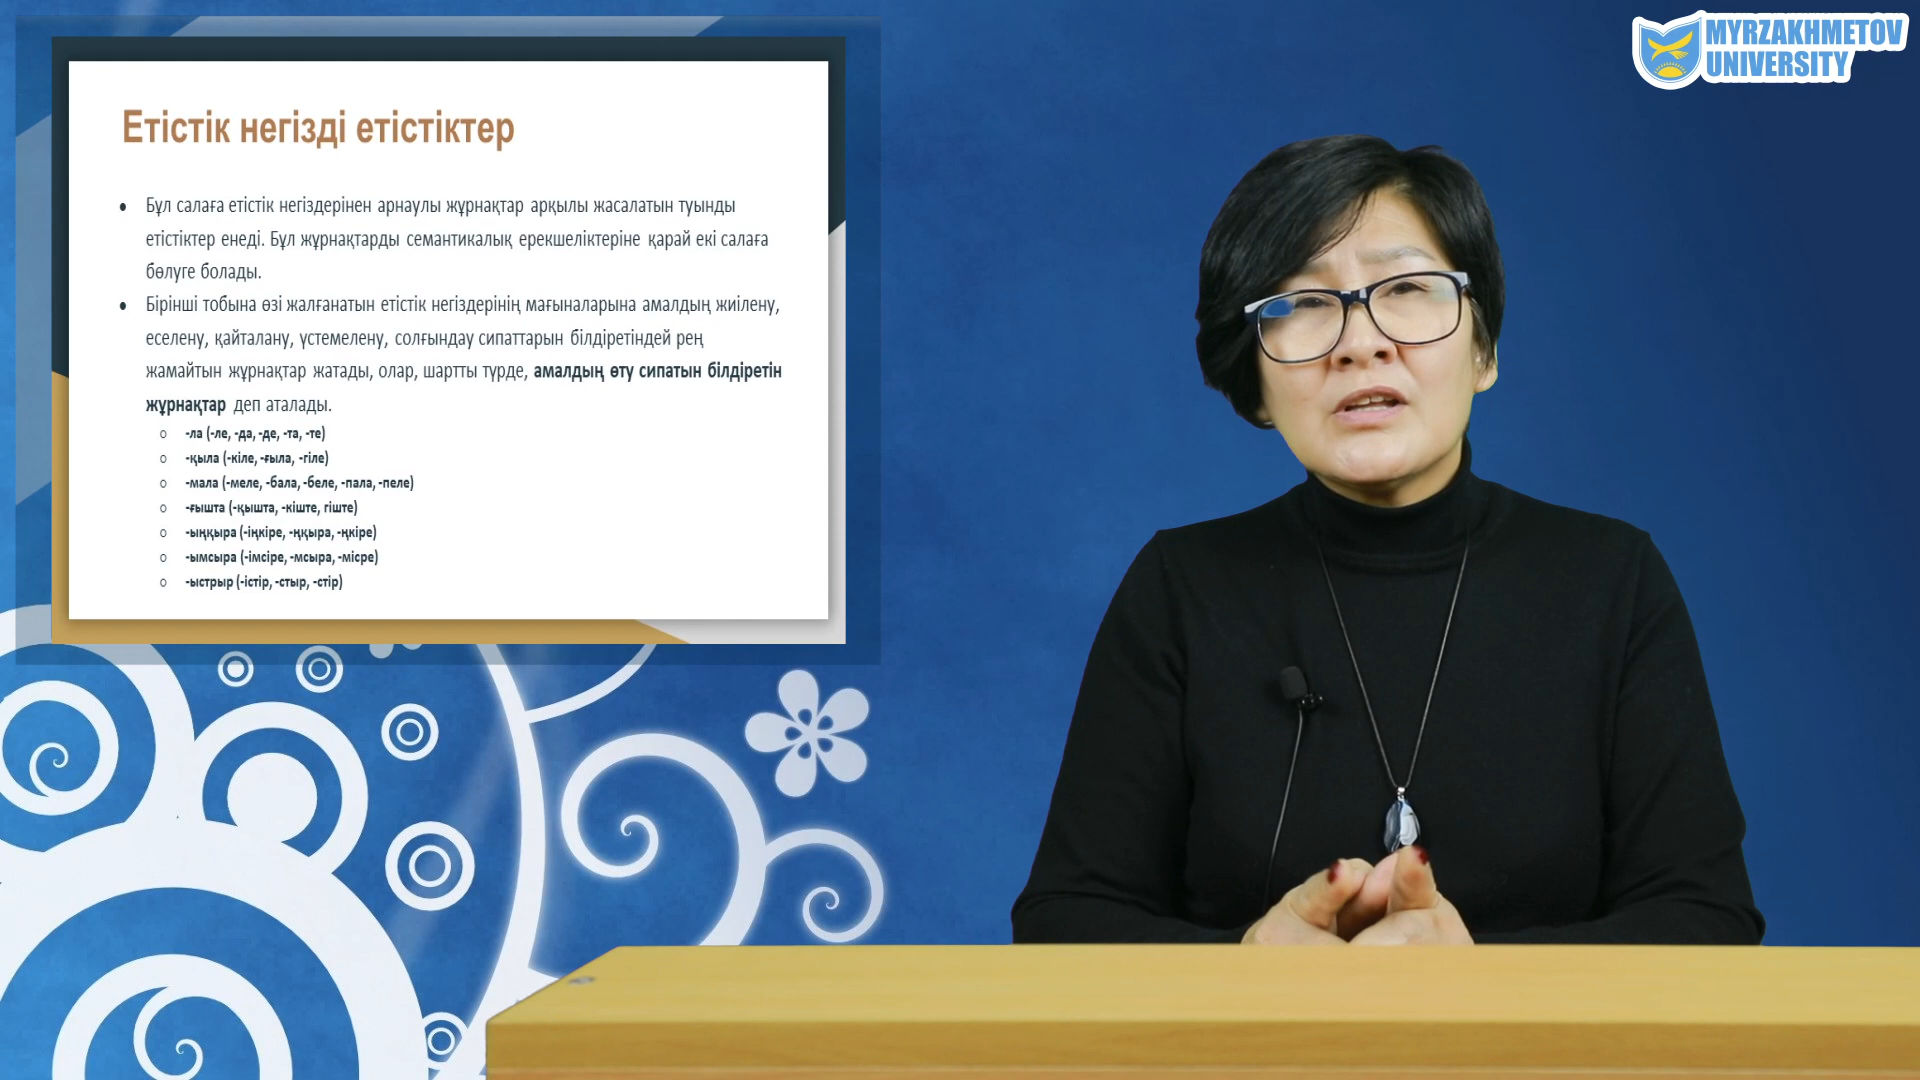 Етістік негізді етістіктер
• Бұл салаға етістік негіздерінен арнаулы жұрнақтар арқылы жасалатын туынды
етістіктер енеді. Бұл жұрнақтарды семантикалық ерекшеліктеріне қарай екі салаға
бөлуге болады.
• Бірінші тобына өзі жалғанатын етістік негіздерінің мағыналарына амалдың жиілену,
еселену, қайталану, үстемелену, солғындау сипаттарын білдіретіндей рең
жамайтын жұрнақтар жатады, олар, шартты түрде, амалдың өту сипатын білдіретін
жұрнақтар деп аталады.
o -ла (-ле, -да, -де, -та, -те)
o -қыла (-кіле, -ғыла, -гіле)
o -мала (-меле, -бала, -беле, -пала, -пеле)
o -ғышта (-қышта, -кіште, гіште)
o -ыңқыра (-іңкіре, -ңқыра, -ңкіре)
o -ымсыра (-імсіре, -мсыра, -місре)
o -ыстрыр (-істір, -стыр, -стір)
MYRZAKHMETOV
UNIVERSITY